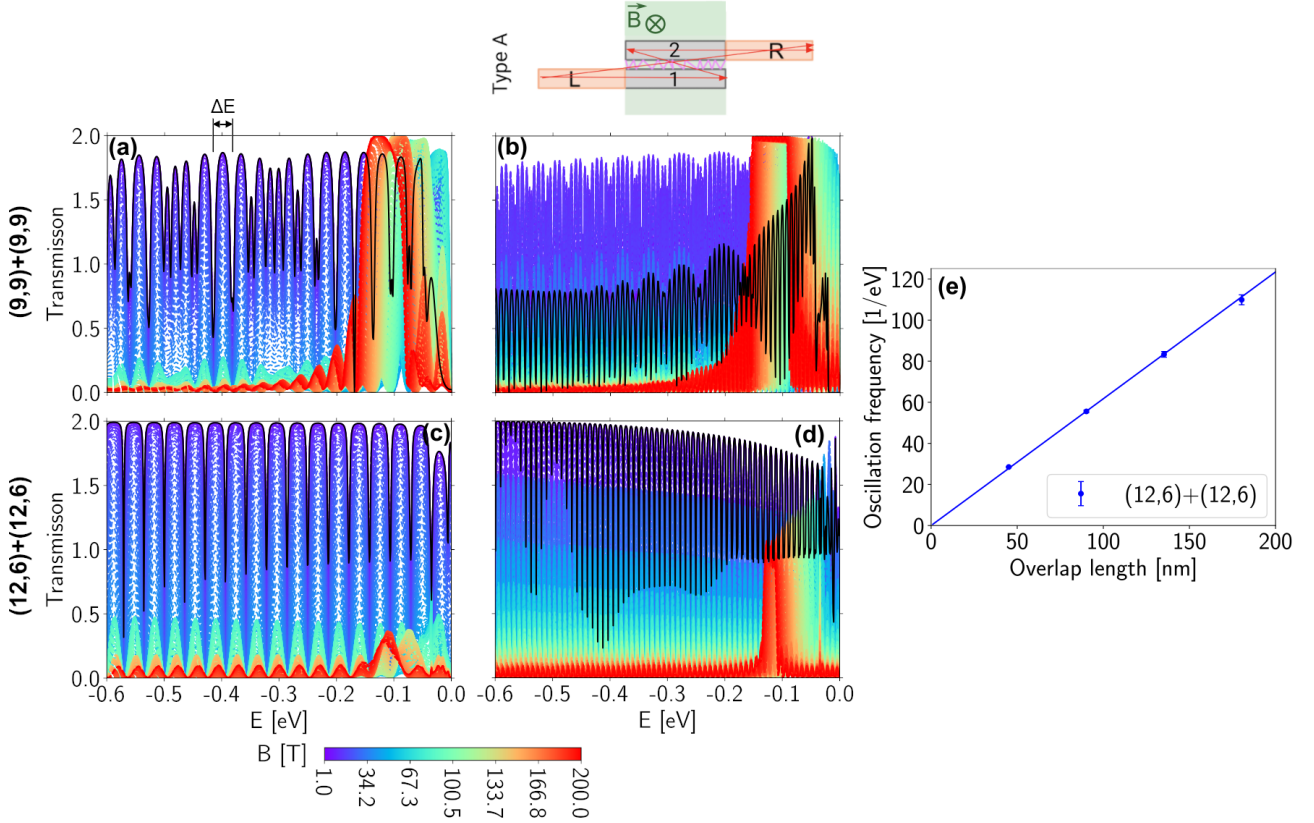 Type A
B
2
R
L
1
ΔE
(9,9)+(9,9)
Transmisson
2.0
1.5
1.0
0.5
0.0
(a)
(b)
(12,6)+(12,6)
Transmisson
2.0
1.5
1.0
0.5
0.0
(c)
(d)
-0.6 -0.5 -0.4 -0.3 -0.2 -0.1 0.0
E [eV]
-0.6 -0.5 -0.4 -0.3 -0.2 -0.1 0.0
E [eV]
B [T]
1.0 34.2 67.3 100.5 133.7 166.8 200.0
Oscillation frequency [1/eV]
120
100
80
60
40
20
0
(e)
(12,6)+(12,6)
0 50 100 150 200
Overlap length [nm]